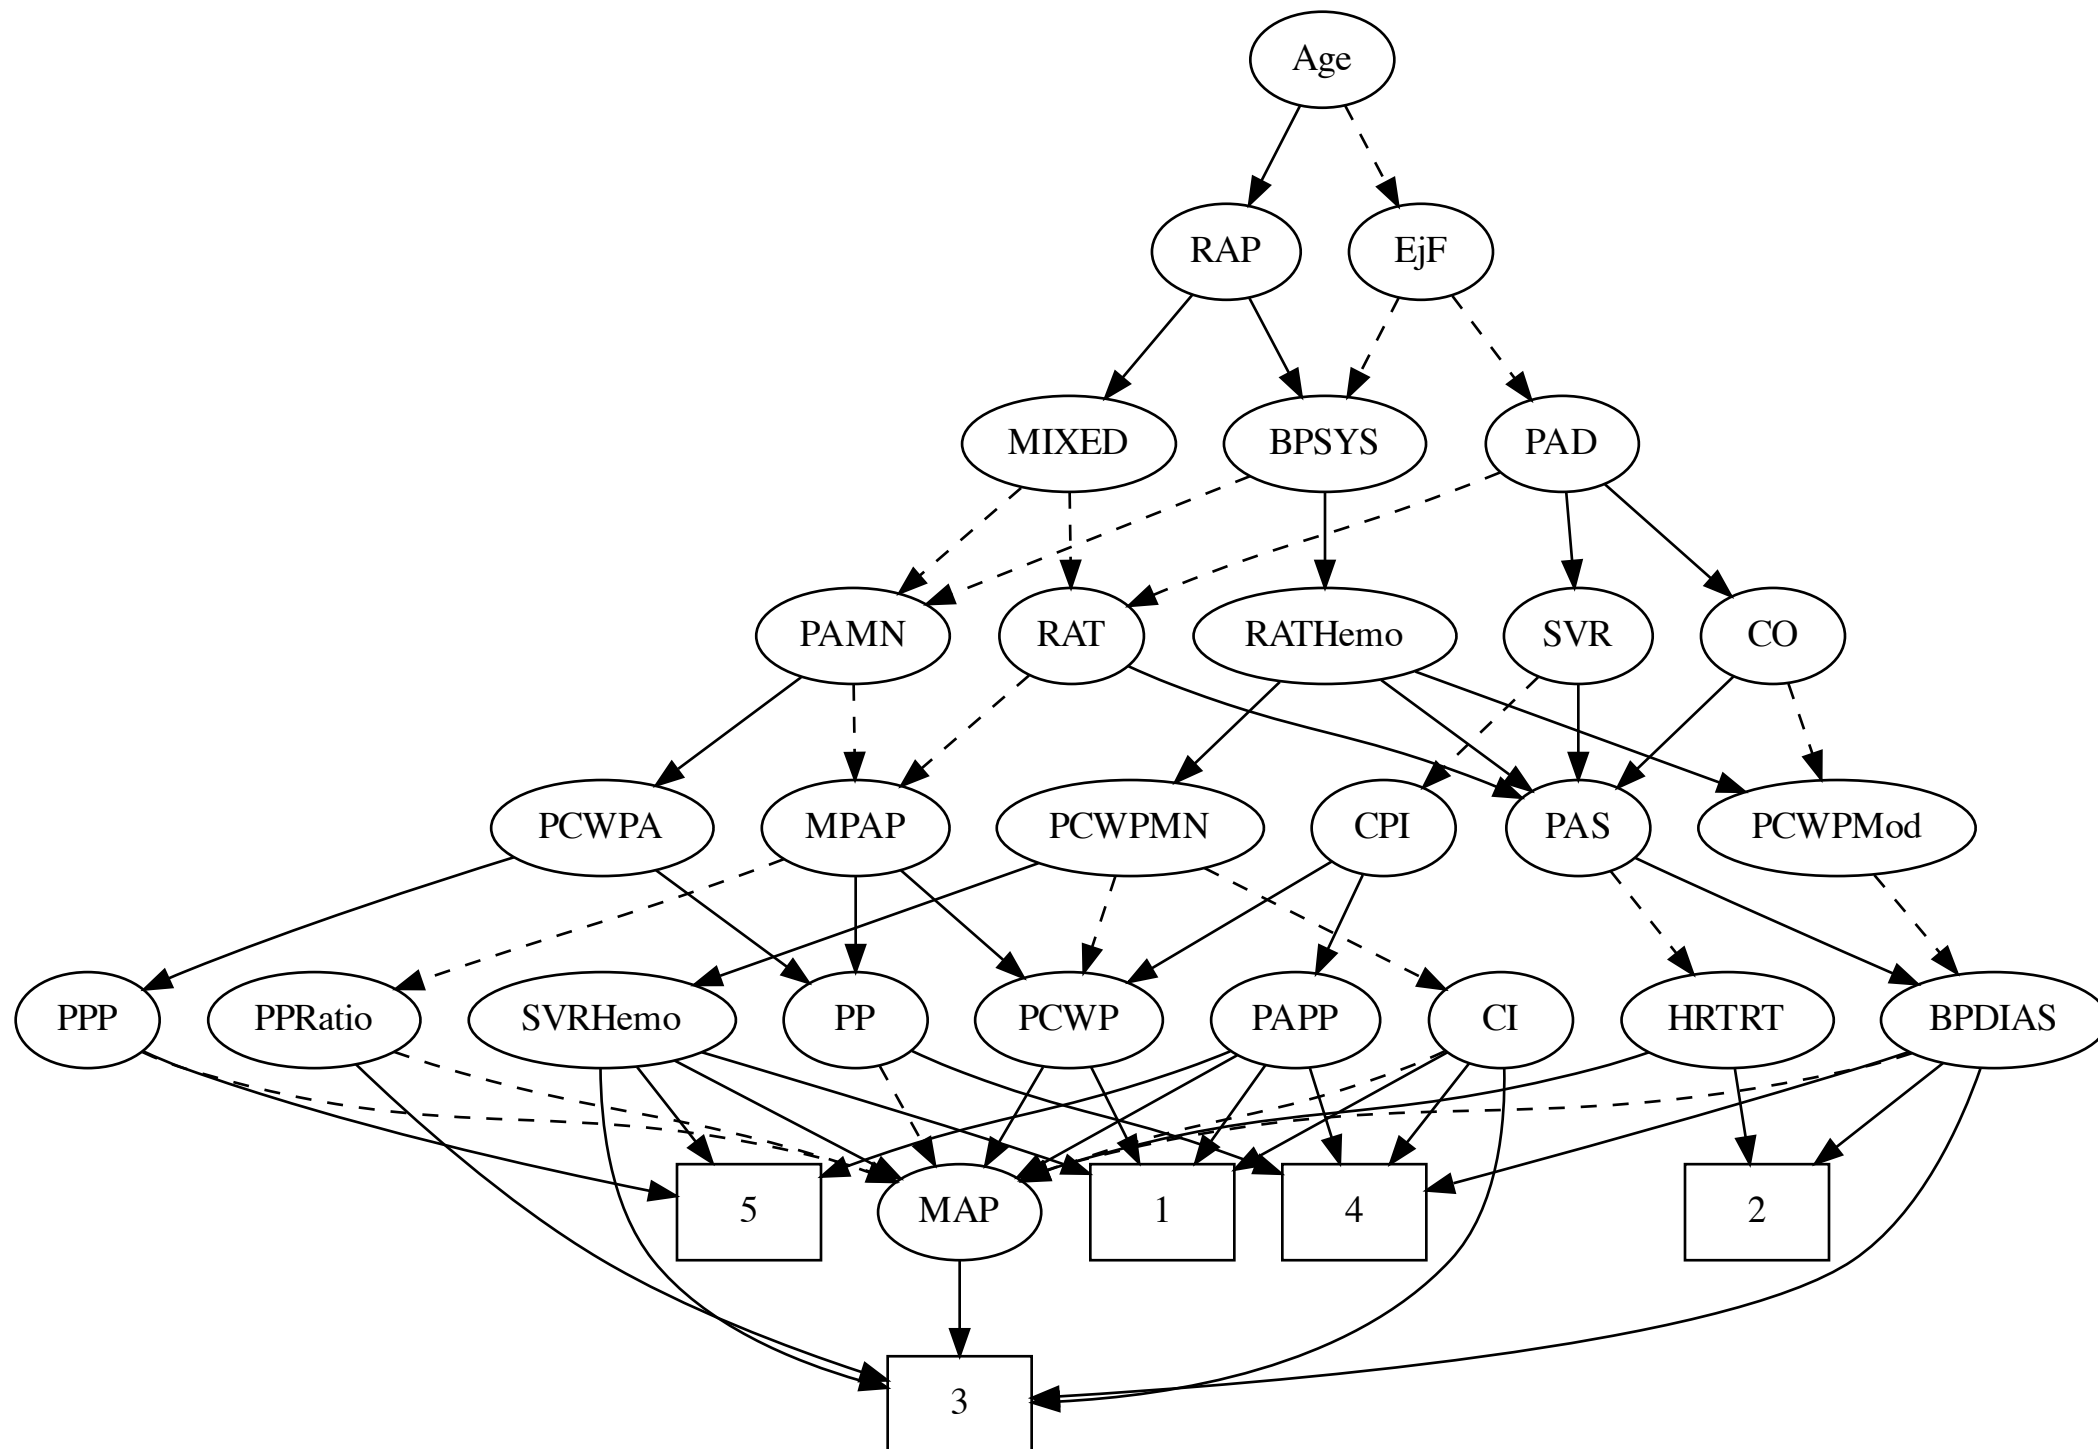 Age
RAP
EjF
MIXED
BPSYS
PAD
PAMN
RAT
RATHemo
SVR
CO
PCWPA
MPAP
PCWPMN
CPI
PAS
PCWPMod
PPP
PPRatio
SVRHemo
PP
PCWP
PAPP
CI
HRTRT
BPDIAS
5
MAP
1
4
2
3